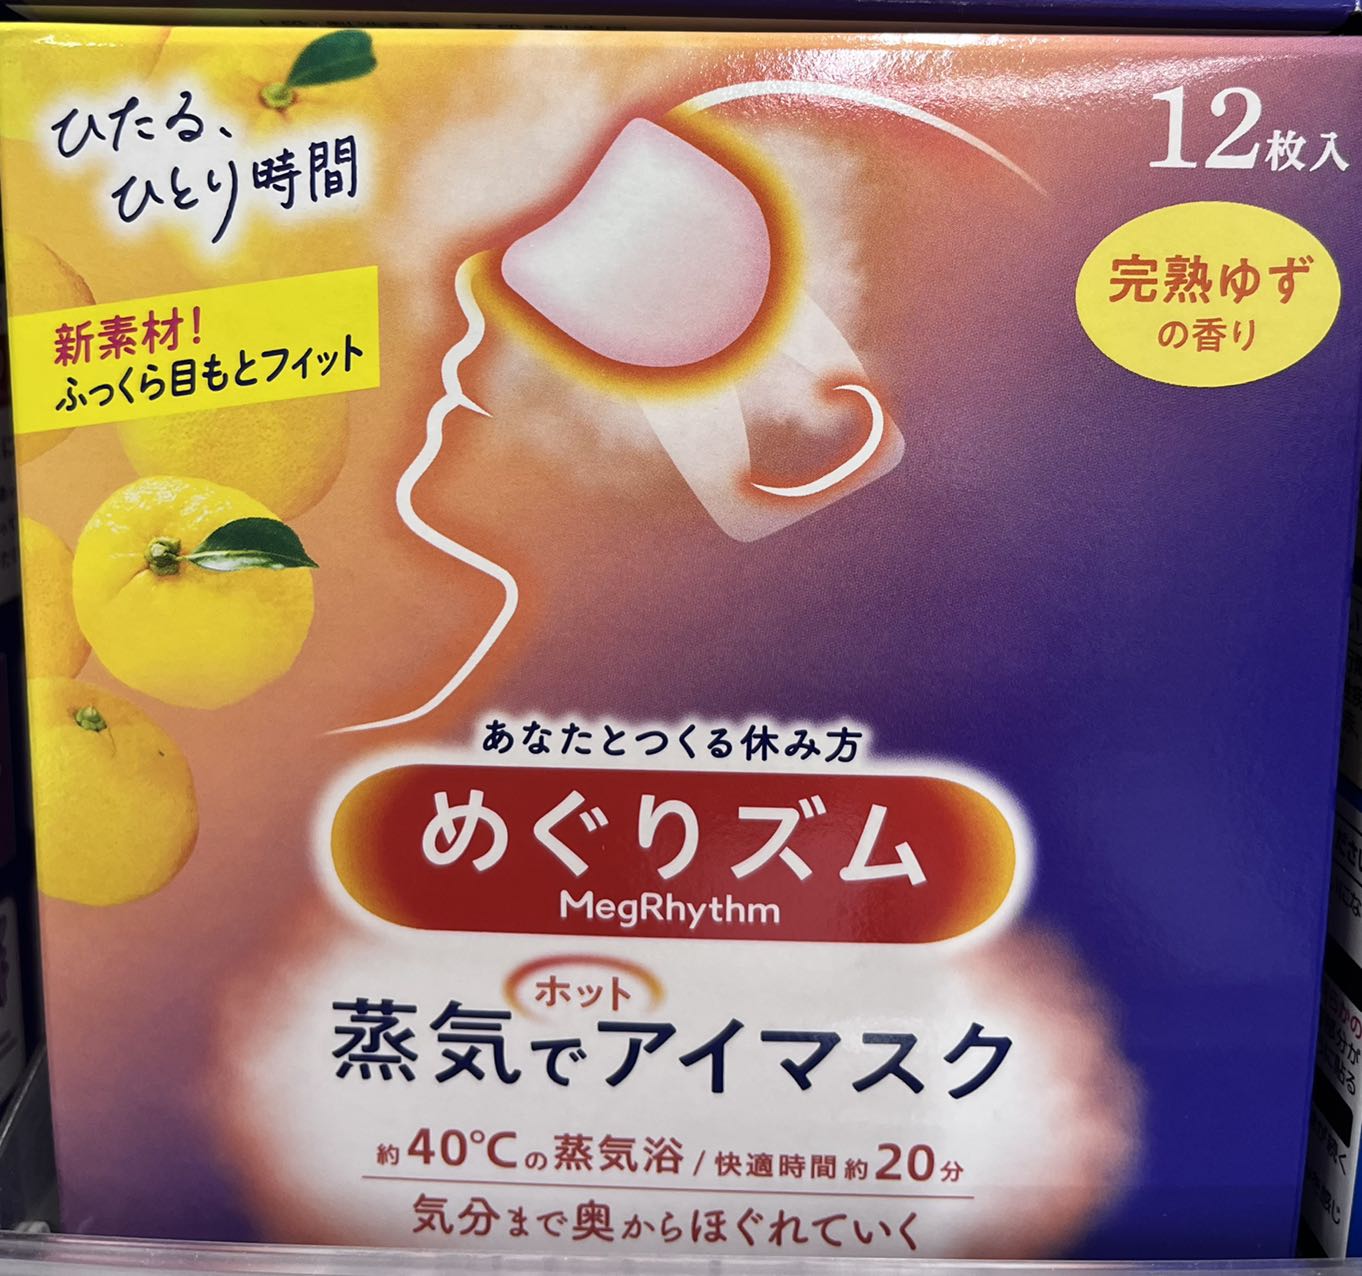 ひたる、
ひとり時間
12枚入
完熟ゆず
の香り
新素材!
ふっくら目もとフィット
あなたとつくる休み方
めぐりズム
MegRhythm
ホット
蒸気でアイマスク
約40℃の蒸気浴/快適時間約20分
気分まで奥からほぐれていく